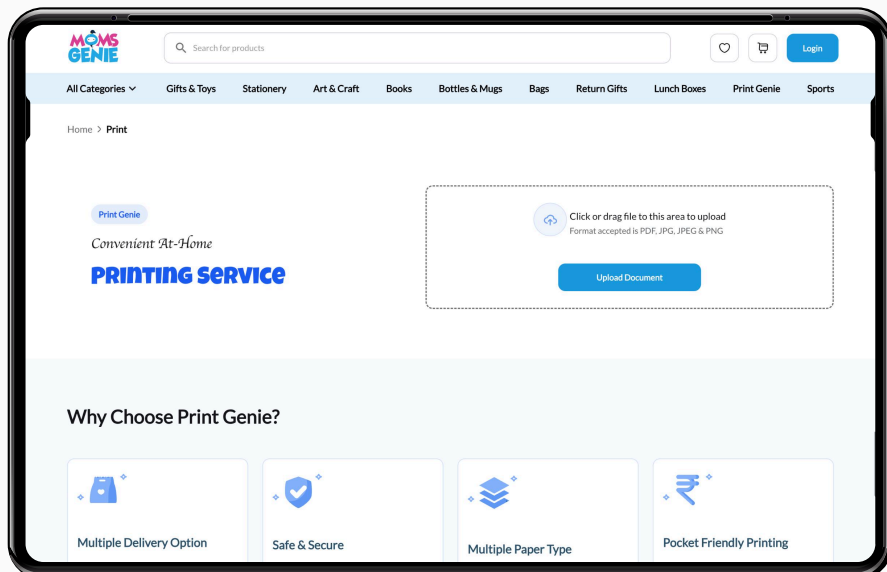 MOMS
GENIE
Search for products
Login
All Categories
Gifts & Toys
Stationery
Art & Craft
Books
Bottles & Mugs
Bags
Return Gifts
Lunch Boxes
Print Genie
Sports
Home > Print
Print Genie
Convenient At-Home
PRINTING SERVICE
Click or drag file to this area to upload
Format accepted is PDF, JPG, JPEG & PNG
Upload Document
Why Choose Print Genie?
₹
Multiple Delivery Option
Safe & Secure
Multiple Paper Type
Pocket Friendly Printing